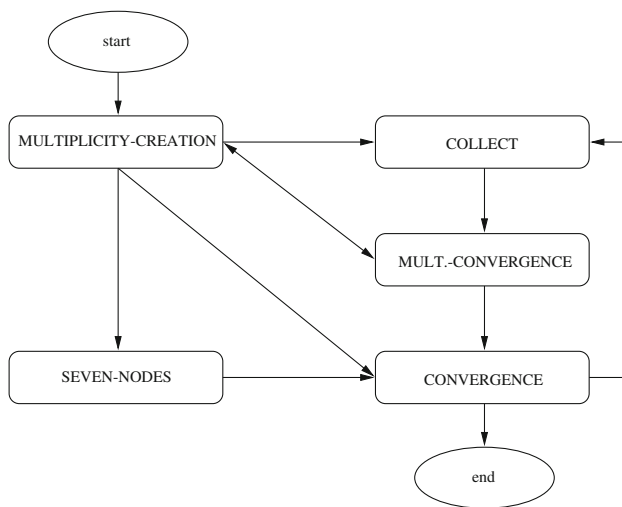 start
MULTIPLICITY-CREATION
COLLECT
MULT.-CONVERGENCE
SEVEN-NODES
CONVERGENCE
end